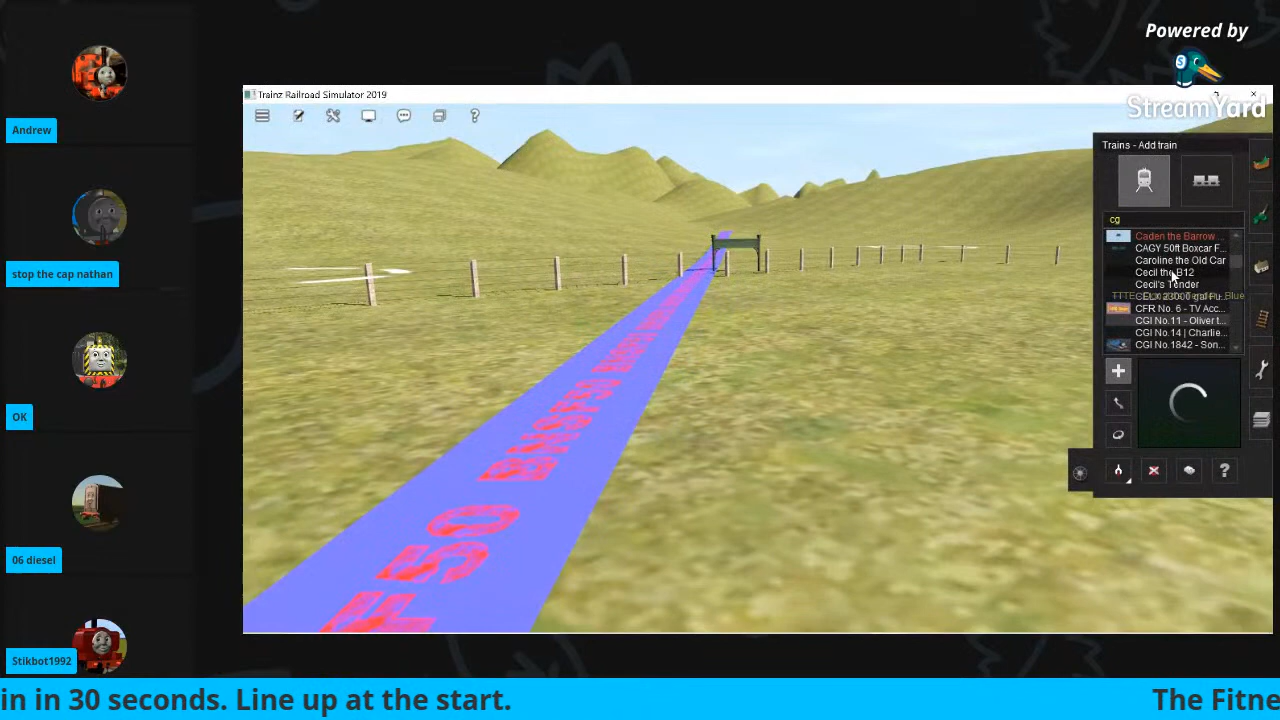 Powered by
StreamYard
Andrew
stop the cap nathan
OK
06 diesel
Stikbot1992
Trainz Railroad Simulator 2019
?
Trains - Add train
cg
Caden the Barrow...
CAGY 50ft Boxcar F...
Caroline the Old Car
Cecil the B12
Cecil's Tender
CFR No. 6 - TV Acc...
CGI No.11 - Oliver t...
CGI No.14 | Charlie...
CGI No.1842 - Son...
?
F50
in in 30 seconds. Line up at the start.
The Fitne